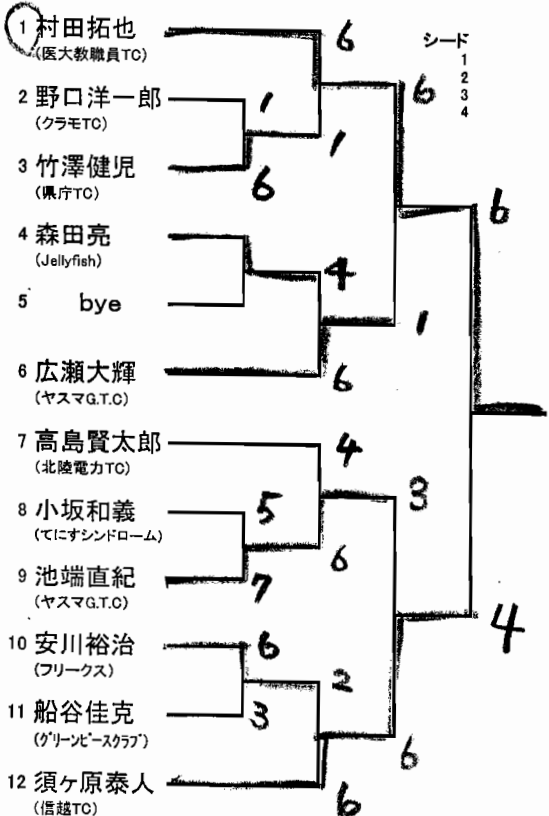 1 村田拓也 6
(医大教職員TC)
シード
1
2
3
4
2 野口洋一郎 1 6
(クラモTC)
1
3 竹澤健児 6
(県庁TC)
6
4 森田亮
(Jellyfish)
4
5 bye
1
6 広瀬大輝 6
(ヤスマG.T.C)
7 高島賢太郎 4
(北陸電力TC)
3
8 小坂和義 5
(てにすシンドローム)
6
9 池端直紀 7
(ヤスマG.T.C)
4
10 安川裕治 6
(フリークス)
2
11 船谷佳克 3
(グリーンピースクラブ)
6
12 須ヶ原泰人 6
(信越TC)